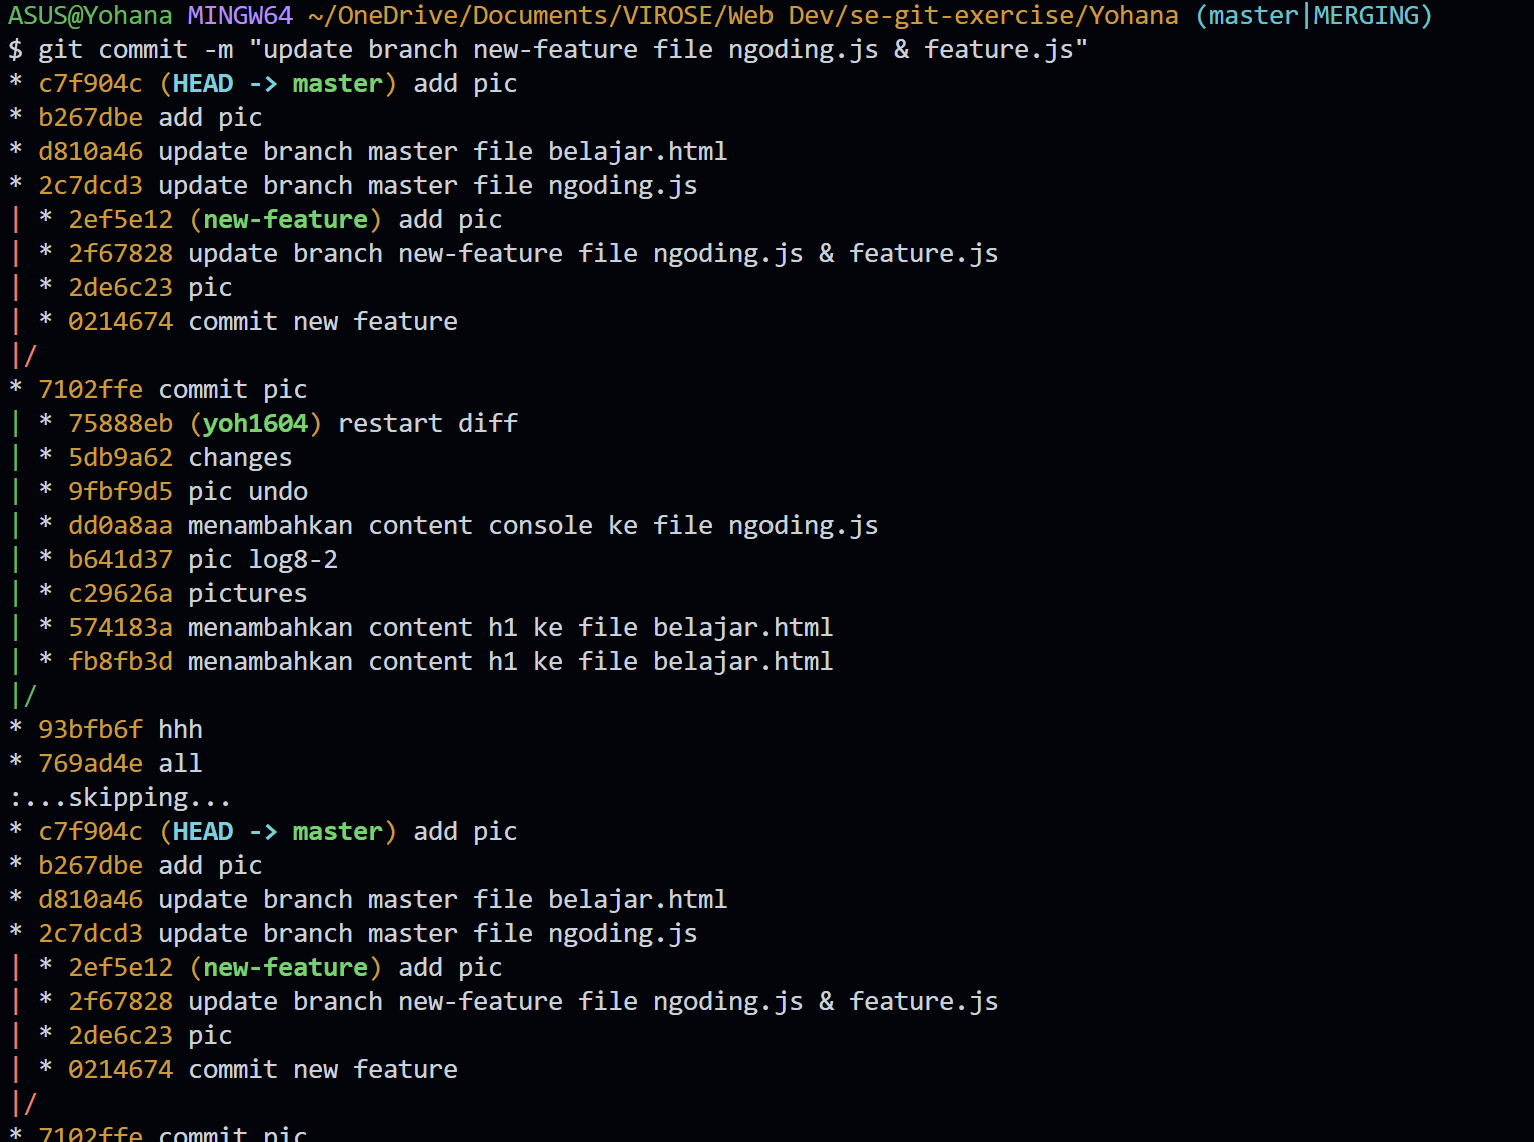 ASUS@Yohana MINGW64 ~/OneDrive/Documents/VIROSE/Web Dev/se-git-exercise/Yohana (master|MERGING)
$ git commit -m "update branch new-feature file ngoding.js & feature.js"
* c7f904c (HEAD -> master) add pic
* b267dbe add pic
* d810a46 update branch master file belajar.html
* 2c7dcd3 update branch master file ngoding.js
| * 2ef5e12 (new-feature) add pic
| * 2f67828 update branch new-feature file ngoding.js & feature.js
| * 2de6c23 pic
| * 0214674 commit new feature
|/
* 7102ffe commit pic
| * 75888eb (yoh1604) restart diff
| * 5db9a62 changes
| * 9fbf9d5 pic undo
| * dd0a8aa menambahkan content console ke file ngoding.js
| * b641d37 pic log8-2
| * c29626a pictures
| * 574183a menambahkan content h1 ke file belajar.html
| * fb8fb3d menambahkan content h1 ke file belajar.html
|/
* 93bfb6f hhh
* 769ad4e all
:...skipping...
* c7f904c (HEAD -> master) add pic
* b267dbe add pic
* d810a46 update branch master file belajar.html
* 2c7dcd3 update branch master file ngoding.js
| * 2ef5e12 (new-feature) add pic
| * 2f67828 update branch new-feature file ngoding.js & feature.js
| * 2de6c23 pic
| * 0214674 commit new feature
|/
* 7102ffe commit pic